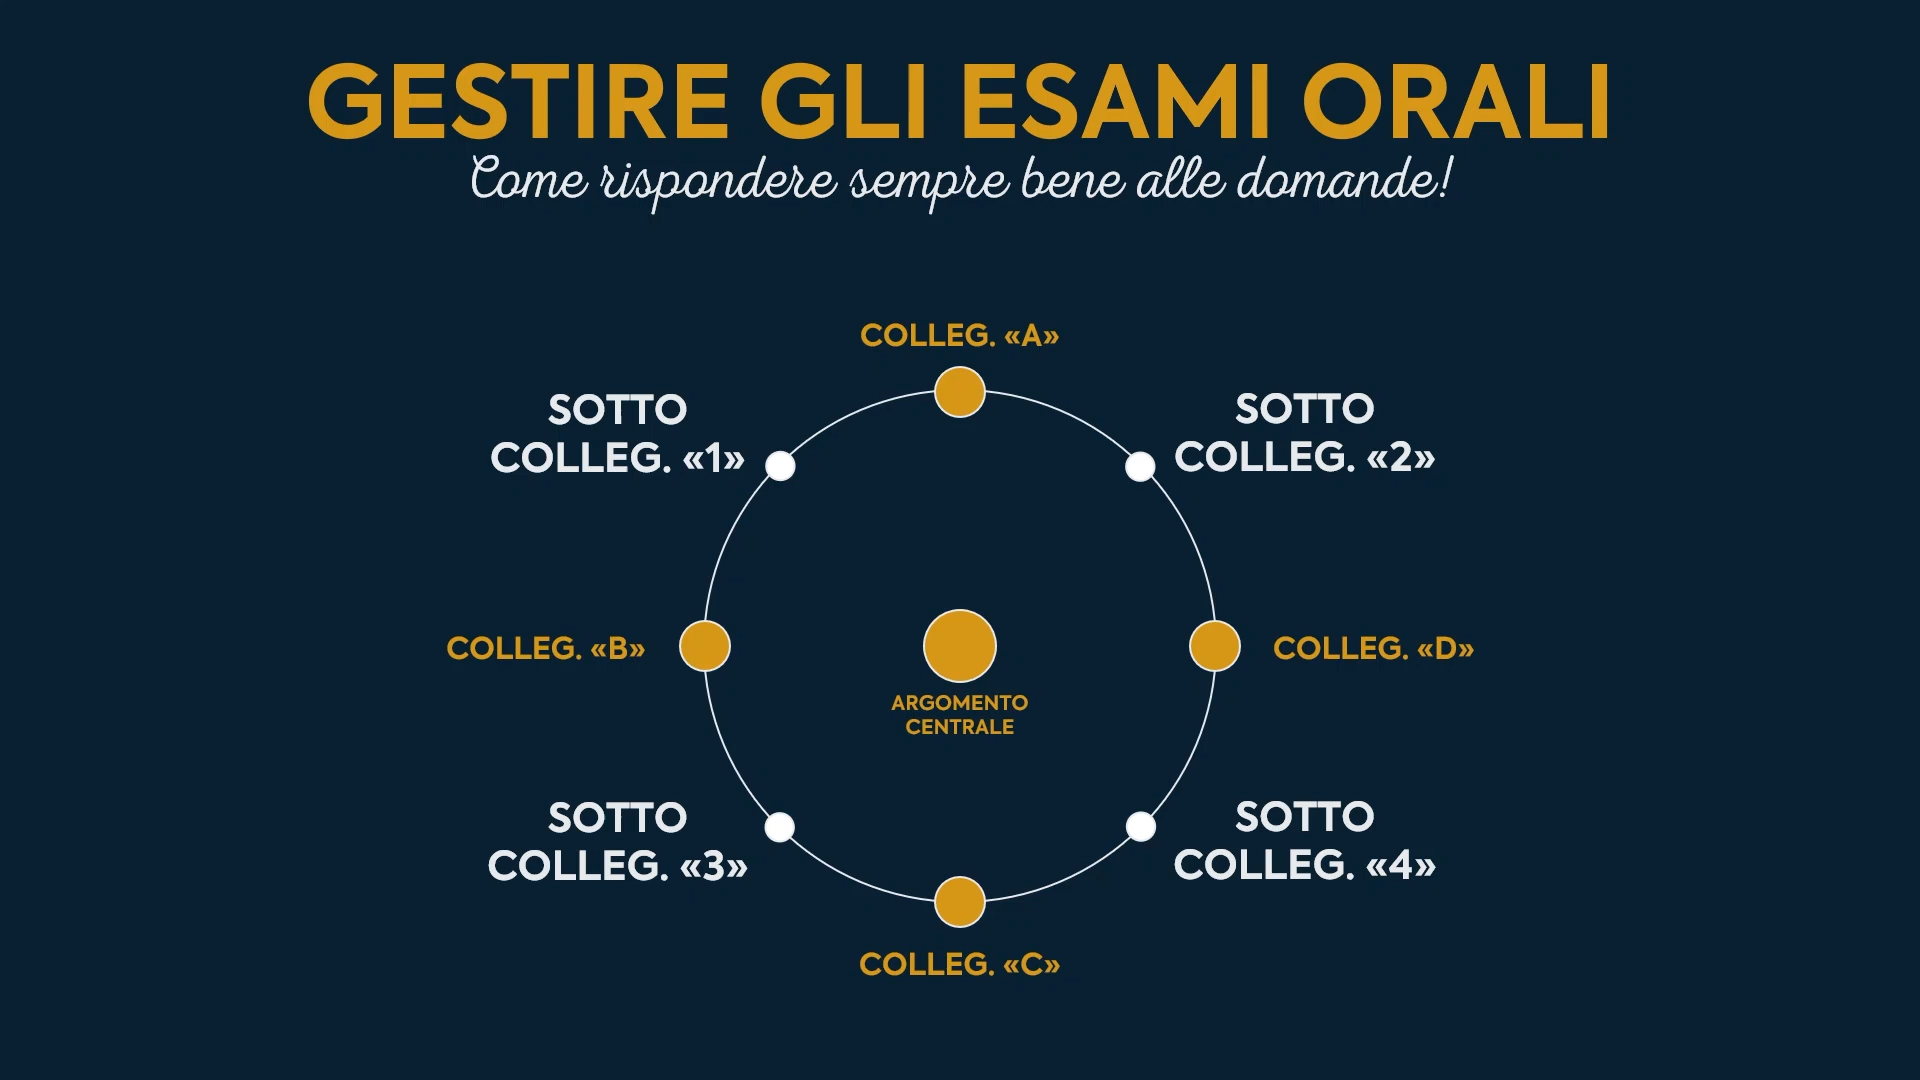 GESTIRE GLI ESAMI ORALI
Come rispondere sempre bene alle domande!
COLLEG. «A»
SOTTO
COLLEG. «1»
SOTTO
COLLEG. «2»
COLLEG. «B»
COLLEG. «D»
ARGOMENTO
CENTRALE
SOTTO
COLLEG. «3»
SOTTO
COLLEG. «4»
COLLEG. «C»